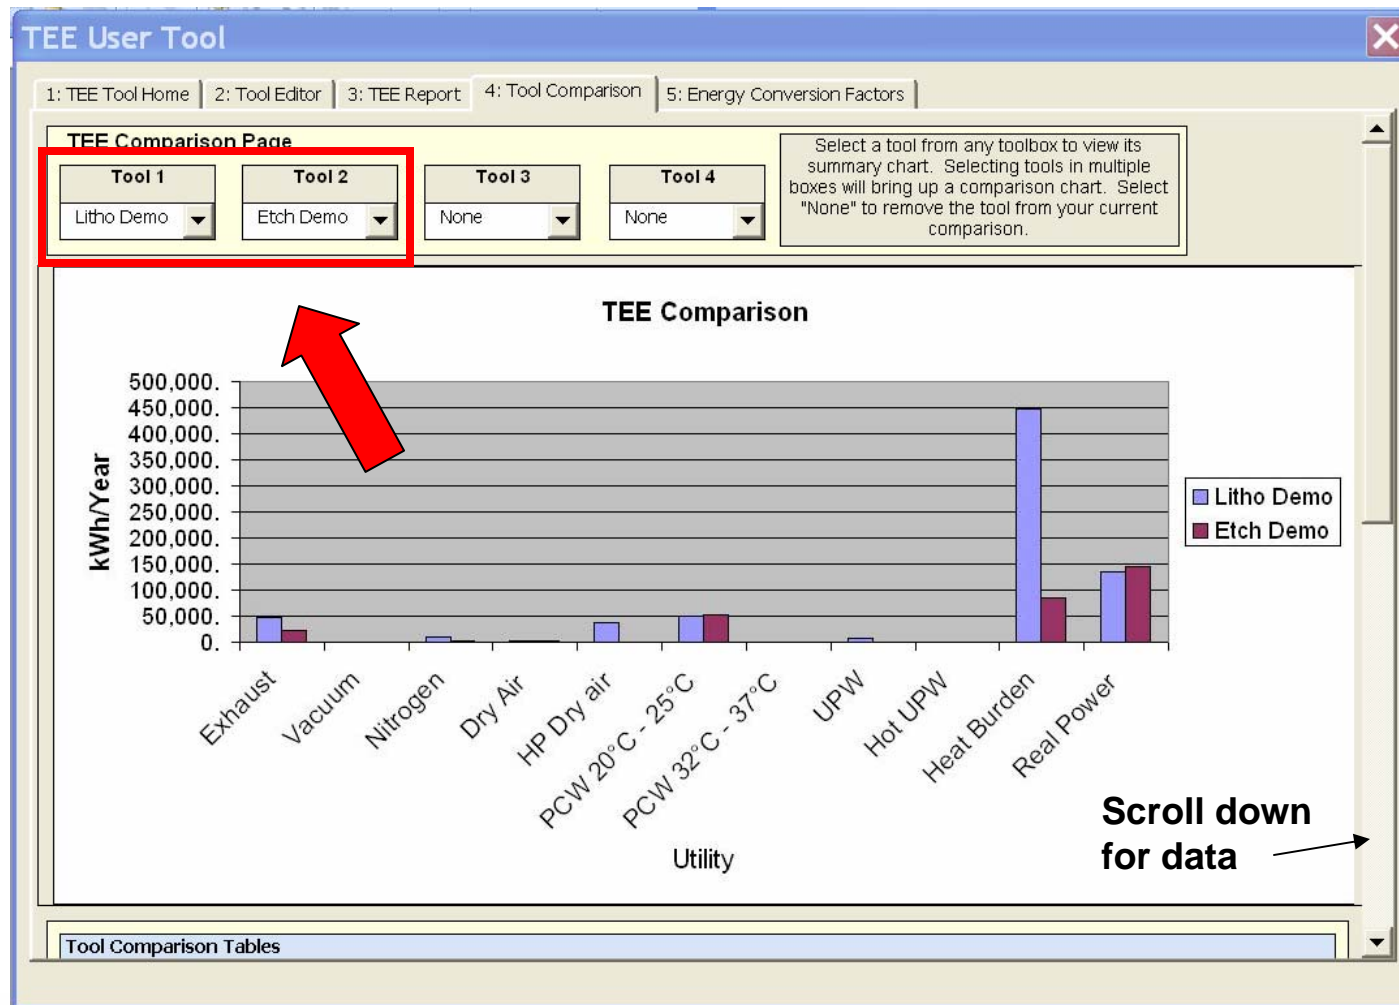 TEE User Tool
1: TEE Tool Home
2: Tool Editor
3: TEE Report
4: Tool Comparison
5: Energy Conversion Factors
TEE Comparison Page
Tool 1
Tool 2
Tool 3
Tool 4
Litho Demo
Etch Demo
None
None
Select a tool from any toolbox to view its
summary chart. Selecting tools in multiple
boxes will bring up a comparison chart. Select
"None" to remove the tool from your current
comparison.
TEE Comparison
kWh/Year
500,000.
450,000.
400,000.
350,000.
300,000.
250,000.
200,000.
150,000.
100,000.
50,000.
0.
Litho Demo
Etch Demo
Exhaust
Vacuum
Nitrogen
Dry Air
HP Dry air
PCW 20°C - 25°C
PCW 32°C - 37°C
UPW
Hot UPW
Heat Burden
Real Power
Utility
Scroll down
for data
Tool Comparison Tables